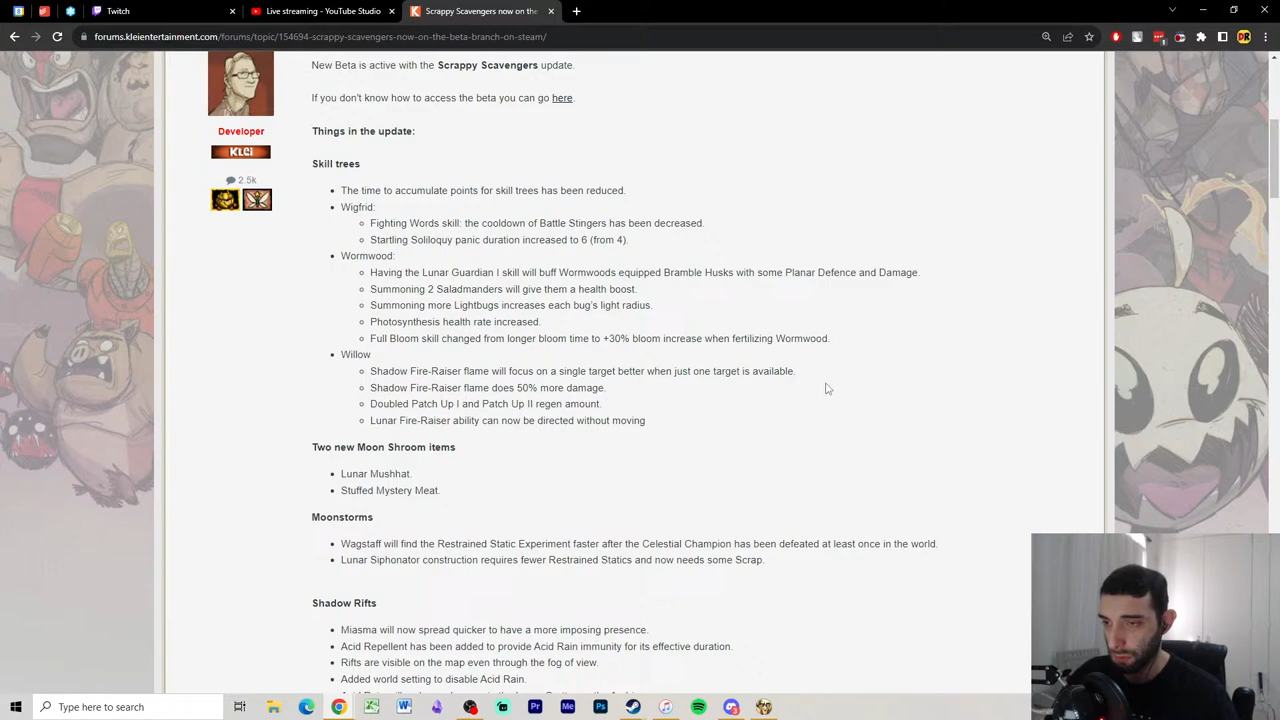 Twitch
Live streaming - YouTube Studio
Scrappy Scavengers now on the
forums.kleientertainment.com/forums/topic/154694-scrappy-scavengers-now-on-the-beta-branch-on-steam/
New Beta is active with the Scrappy Scavengers update.
If you don't know how to access the beta you can go here.
Developer
Things in the update:
KLEI
Skill trees
2.5k
The time to accumulate points for skill trees has been reduced.
Wigfrid:
Fighting Words skill: the cooldown of Battle Stingers has been decreased.
Startling Soliloquy panic duration increased to 6 (from 4).
Wormwood:
Having the Lunar Guardian I skill will buff Wormwoods equipped Bramble Husks with some Planar Defence and Damage.
Summoning 2 Saladmanders will give them a health boost.
Summoning more Lightbugs increases each bug's light radius.
Photosynthesis health rate increased.
Full Bloom skill changed from longer bloom time to +30% bloom increase when fertilizing Wormwood.
Willow
Shadow Fire-Raiser flame will focus on a single target better when just one target is available.
Shadow Fire-Raiser flame does 50% more damage.
Doubled Patch Up I and Patch Up II regen amount.
Lunar Fire-Raiser ability can now be directed without moving
Two new Moon Shroom items
Lunar Mushhat.
Stuffed Mystery Meat.
Moonstorms
Wagstaff will find the Restrained Static Experiment faster after the Celestial Champion has been defeated at least once in the world.
Lunar Siphonator construction requires fewer Restrained Statics and now needs some Scrap.
Shadow Rifts
Miasma will now spread quicker to have a more imposing presence.
Acid Repellent has been added to provide Acid Rain immunity for its effective duration.
Rifts are visible on the map even through the fog of view.
Added world setting to disable Acid Rain.
Type here to search